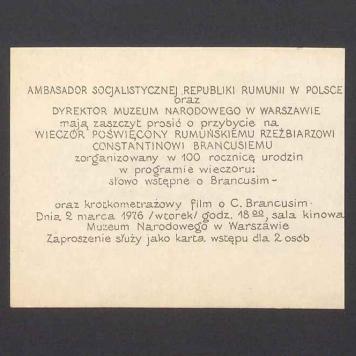 AMBASADOR SOCJALISTYCZNEJ REPUBLIKI RUMUNII W POLSCE
oraz
DYREKTOR MUZEUM NARODOWEGO W WARSZAWIE
mają zaszczyt prosić o przybycie na
WIECZÓR POŚWIĘCONY RUMUŃSKIEMU RZEŹBIARZOWI
CONSTANTINOWI BRANCUSIEMU
zorganizowany w 100 rocznicę urodzin
w programie wieczoru:
słowo wstępne o Brancusim-
oraz krótkometrażowy film o C. Brancusim.
Dnia 2 marca 1976 /wtorek/ godz. 18⁰⁰, sala kinowa
Muzeum Narodowego w Warszawie
Zaproszenie służy jako karta wstępu dla 2 osób